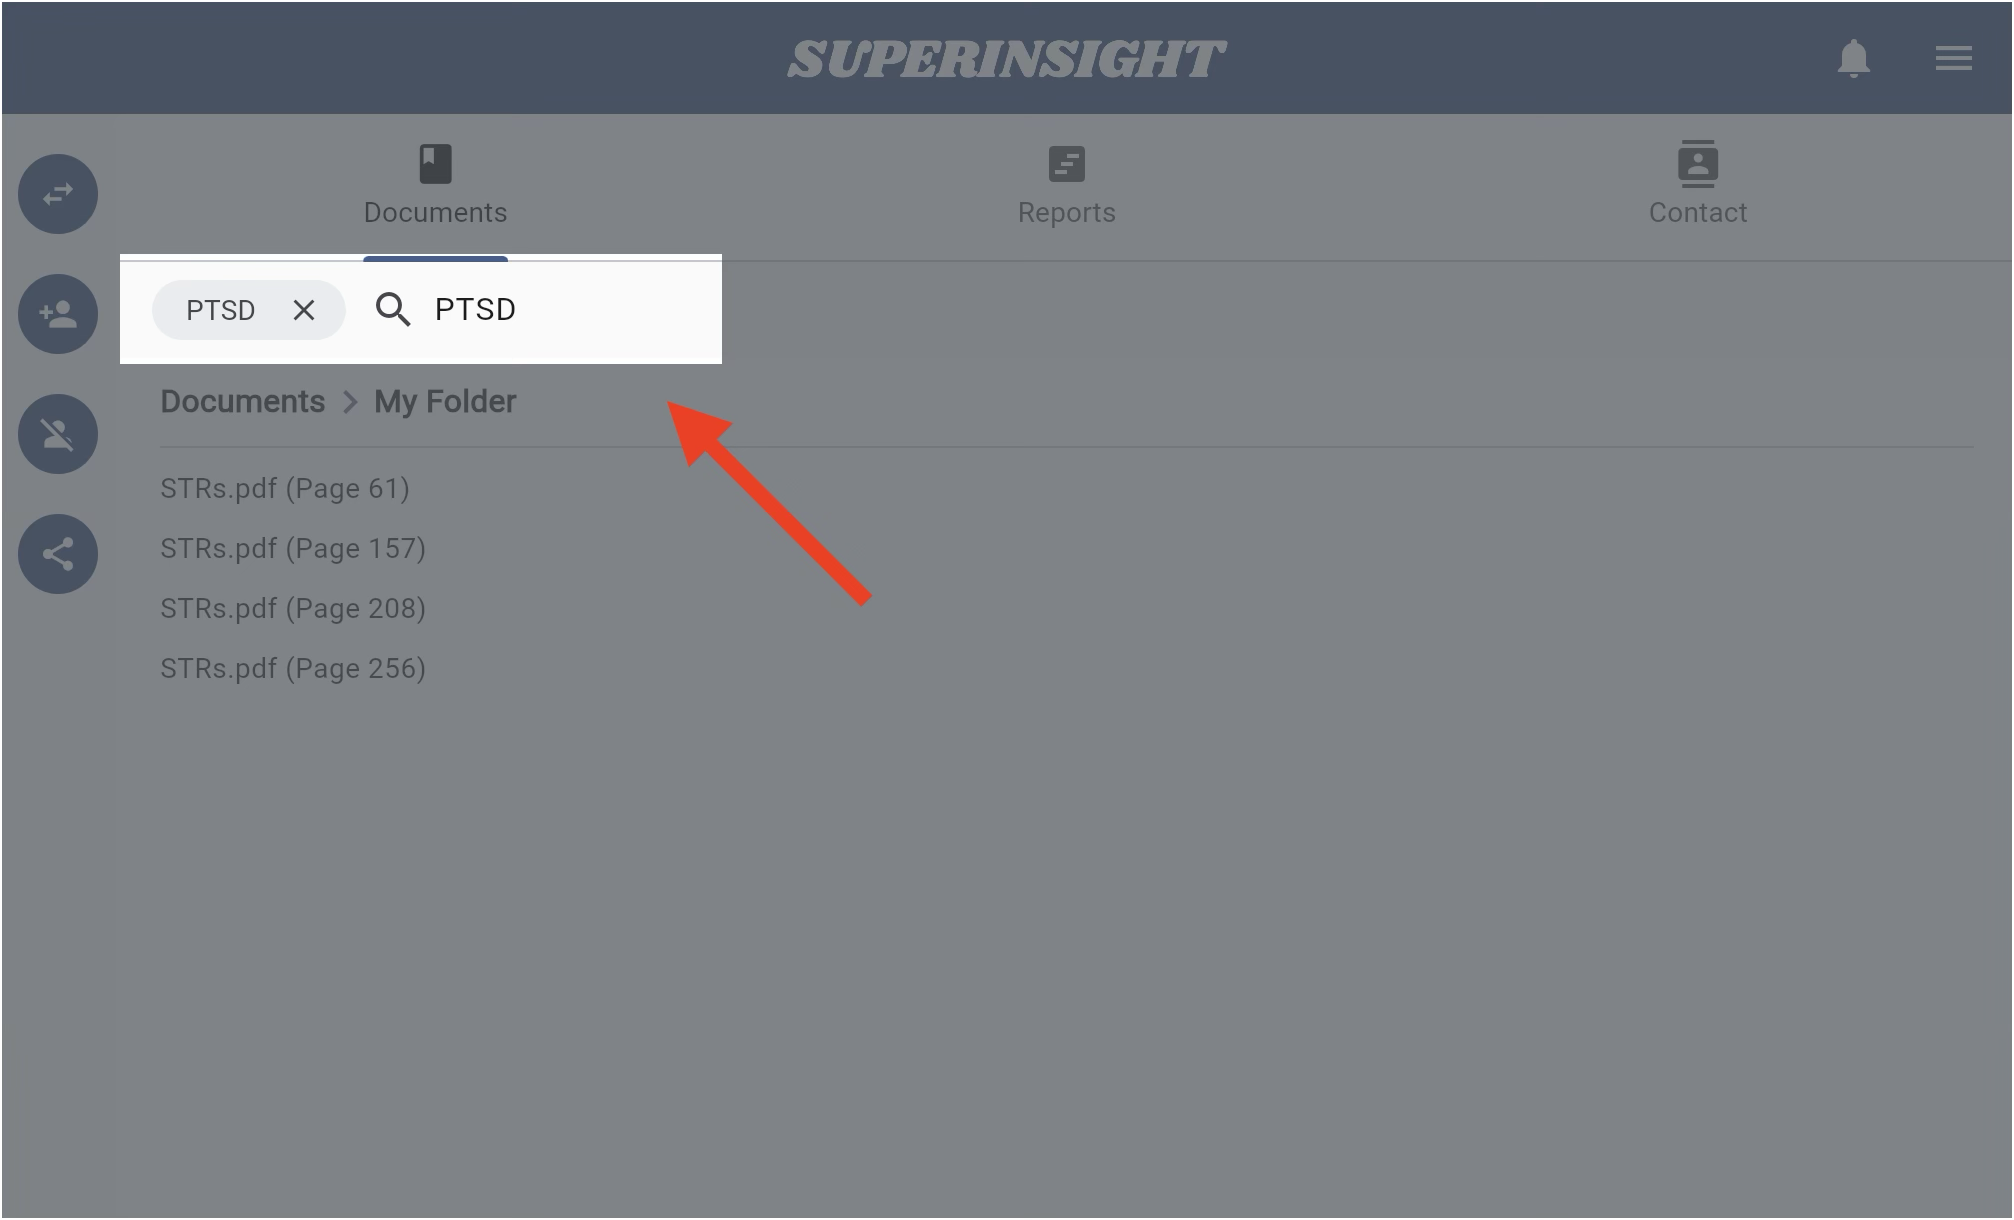 SUPERINSIGHT
Documents
Reports
Contact
PTSD
PTSD
Documents > My Folder
STRs.pdf (Page 61)
STRs.pdf (Page 157)
STRs.pdf (Page 208)
STRs.pdf (Page 256)